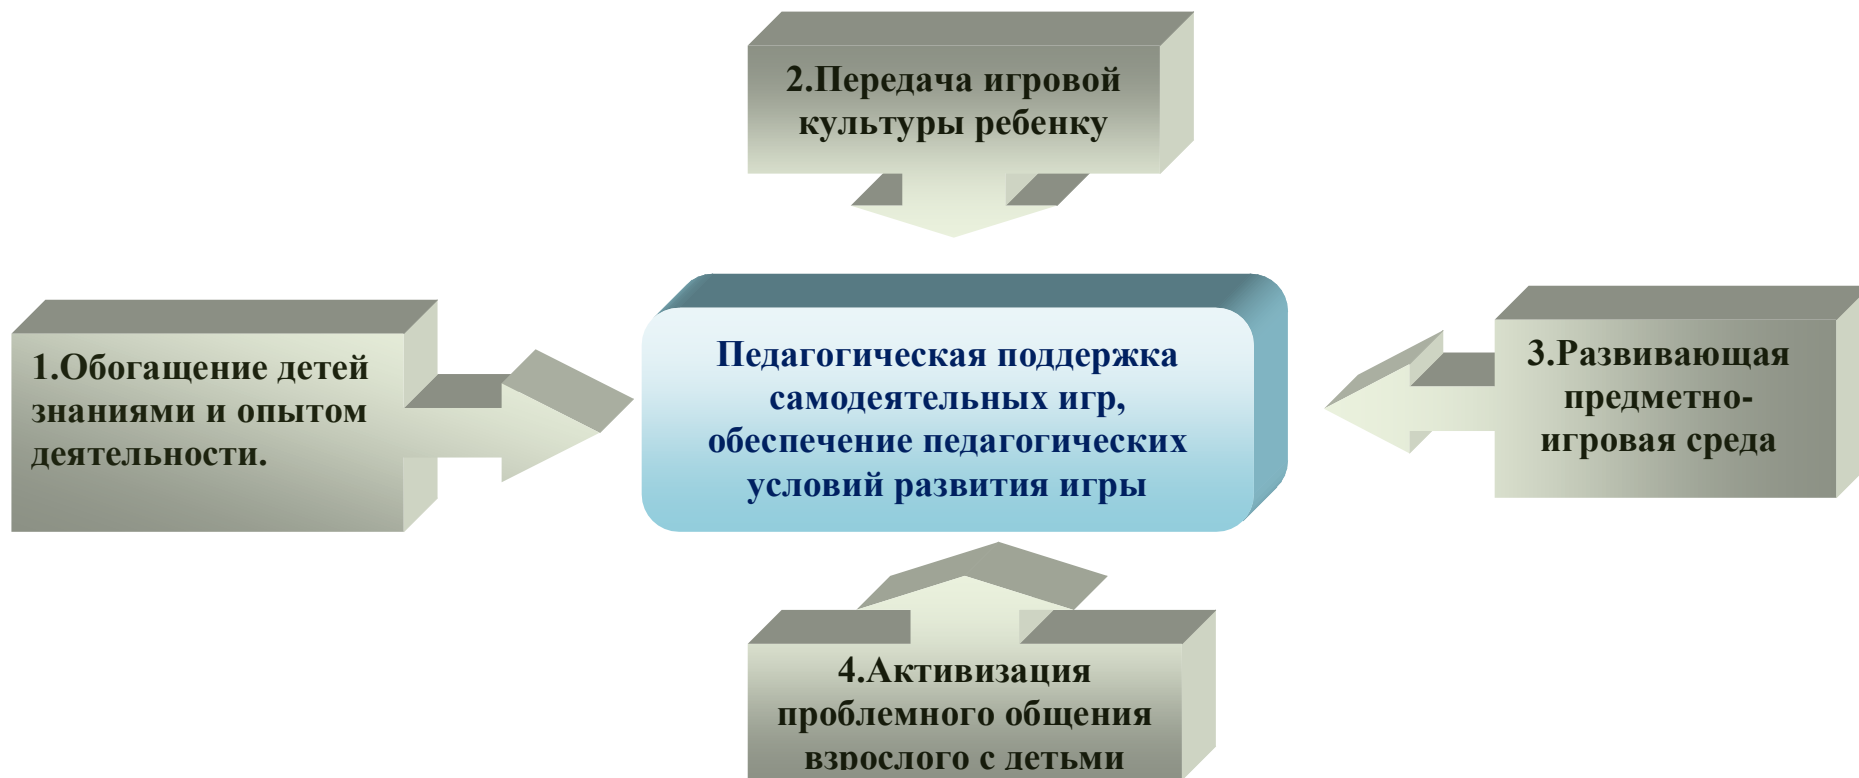 2.Передача игровой
культуры ребенку
1.Обогащение детей
знаниями и опытом
деятельности.
Педагогическая поддержка
самодеятельных игр,
обеспечение педагогических
условий развития игры
3.Развивающая
предметно-
игровая среда
4.Активизация
проблемного общения
взрослого с детьми